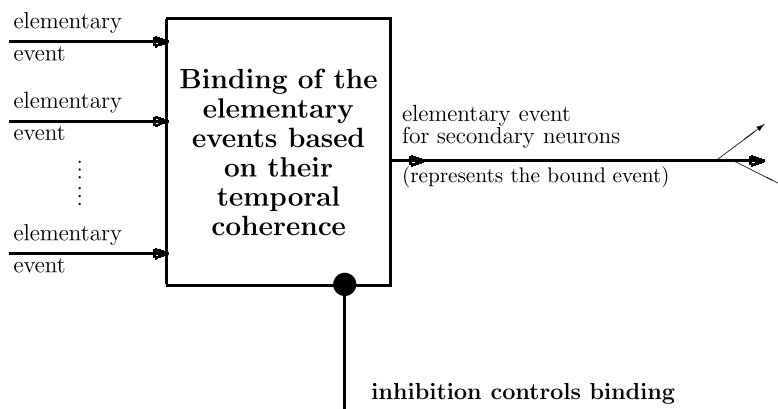 elementary
event
elementary
event
elementary
event
Binding of the
elementary
events based
on their
temporal
coherence
elementary event
for secondary neurons
(represents the bound event)
inhibition controls binding